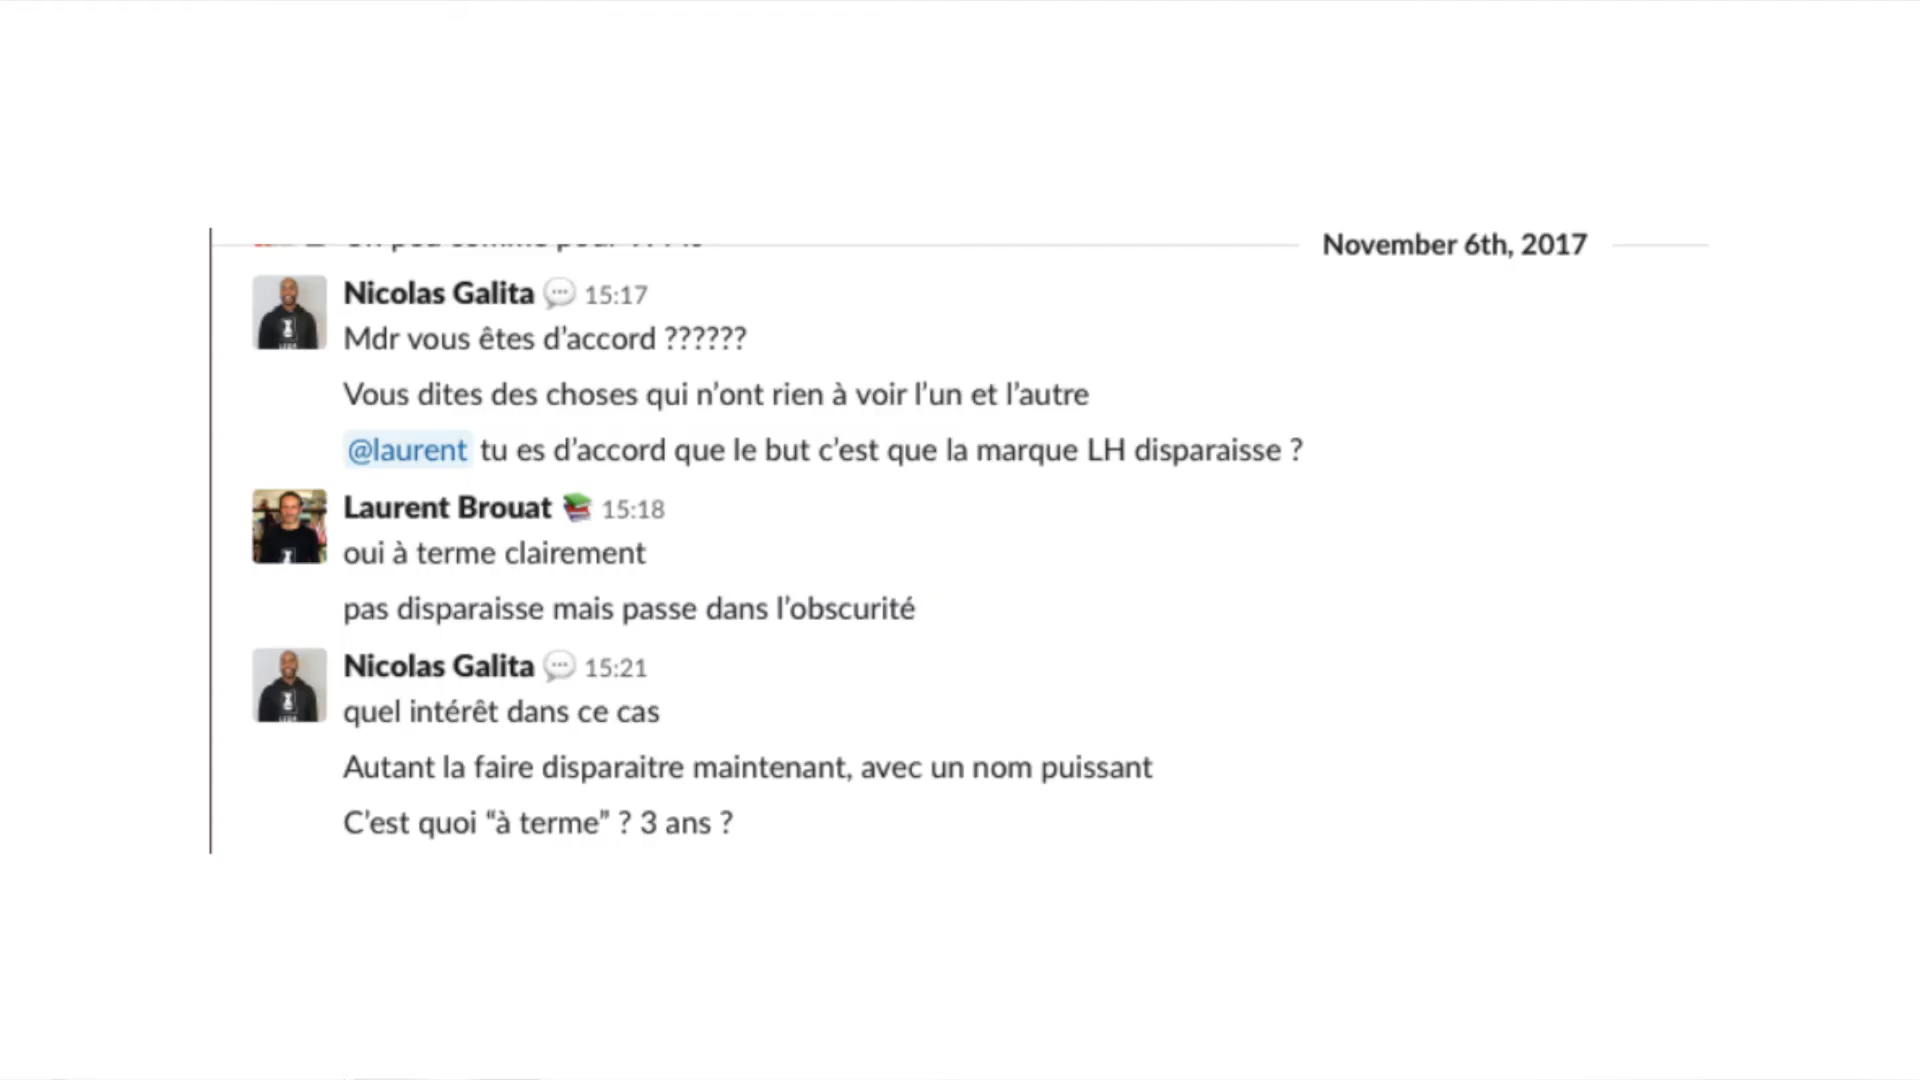 November 6th, 2017
Nicolas Galita 15:17
Mdr vous êtes d'accord ??????
Vous dites des choses qui n'ont rien à voir l'un et l'autre
@laurent tu es d'accord que le but c'est que la marque LH disparaisse ?
Laurent Brouat 15:18
oui à terme clairement
pas disparaisse mais passe dans l'obscurité
Nicolas Galita 15:21
quel intérêt dans ce cas
Autant la faire disparaitre maintenant, avec un nom puissant
C'est quoi “à terme” ? 3 ans ?